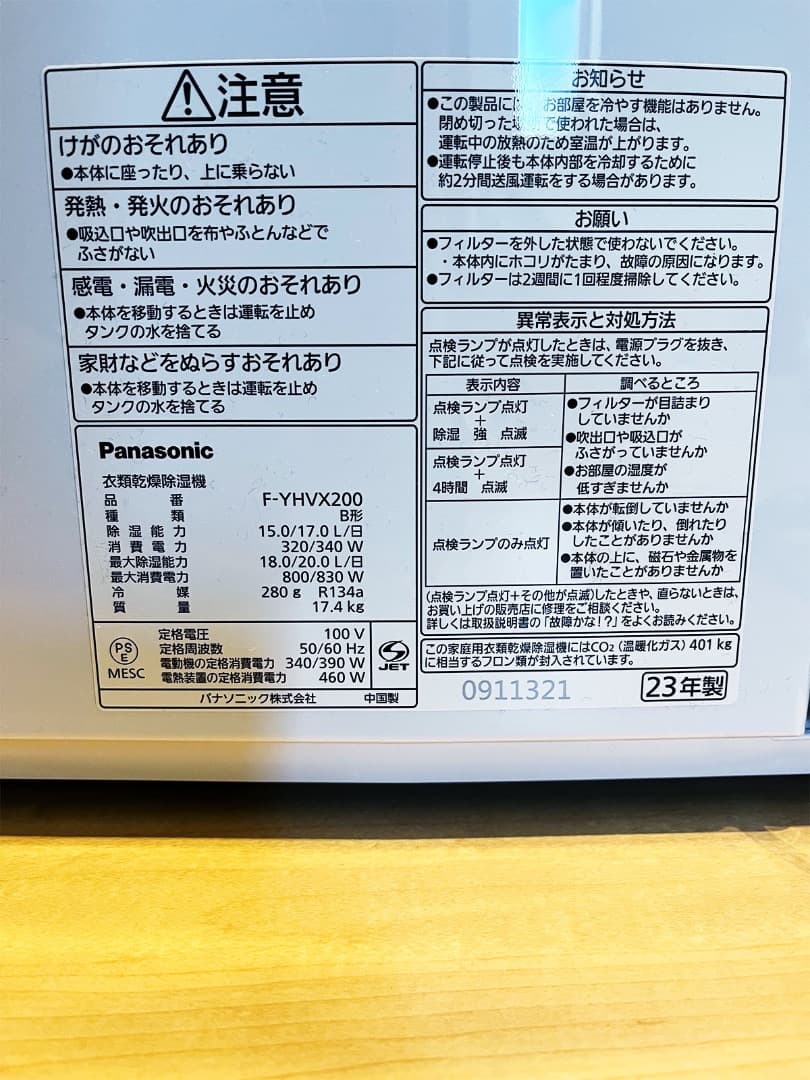 注意
けがのおそれあり
●本体に座ったり、上に乗らない
発熱・発火のおそれあり
●吸込口や吹出口を布やふとんなどで
ふさがない
感電・漏電・火災のおそれあり
●本体を移動するときは運転を止め
タンクの水を捨てる
家財などをぬらすおそれあり
●本体を移動するときは運転を止め
タンクの水を捨てる
Panasonic
衣類乾燥除湿機
品番 F-YHVX200
種類 B形
除湿能力 15.0/17.0 L/日
消費電力 320/340 W
最大除湿能力 18.0/20.0 L/日
最大消費電力 800/830 W
冷媒 280 g R134a
質量 17.4 kg
PS
E
MESC
定格電圧 100 V
定格周波数 50/60 Hz
電動機の定格消費電力 340/390 W
電熱装置の定格消費電力 460 W
S
JET
パナソニック株式会社 中国製
お知らせ
●この製品には お部屋を冷やす機能はありません。
閉め切った で使われた場合は、
運転中の放熱のため室温が上がります。
●運転停止後も本体内部を冷却するために
約2分間送風運転をする場合があります。
お願い
●フィルターを外した状態で使わないでください。
・本体内にホコリがたまり、故障の原因になります。
●フィルターは2週間に1回程度掃除してください。
異常表示と対処方法
点検ランプが点灯したときは、電源プラグを抜き、
下記に従って点検を実施してください。
表示内容 調べるところ
点検ランプ点灯
+
除湿 強 点滅
点検ランプ点灯
+
4時間 点滅
●フィルターが目詰まり
していませんか
●吹出口や吸込口が
ふさがっていませんか
●お部屋の湿度が
低すぎませんか
点検ランプのみ点灯
●本体が転倒していませんか
●本体が傾いたり、倒れたり
したことがありませんか
●本体の上に、磁石や金属物を
置いたことがありませんか
(点検ランプ点灯+その他が点滅)したときや、直らないときは、
お買い上げの販売店に修理をご相談ください。
詳しくは取扱説明書の「故障かな!?」をよくお読みください。
この家庭用衣類乾燥除湿機にはCO₂(温暖化ガス) 401 kg
に相当するフロン類が封入されています。
0911321
23年製